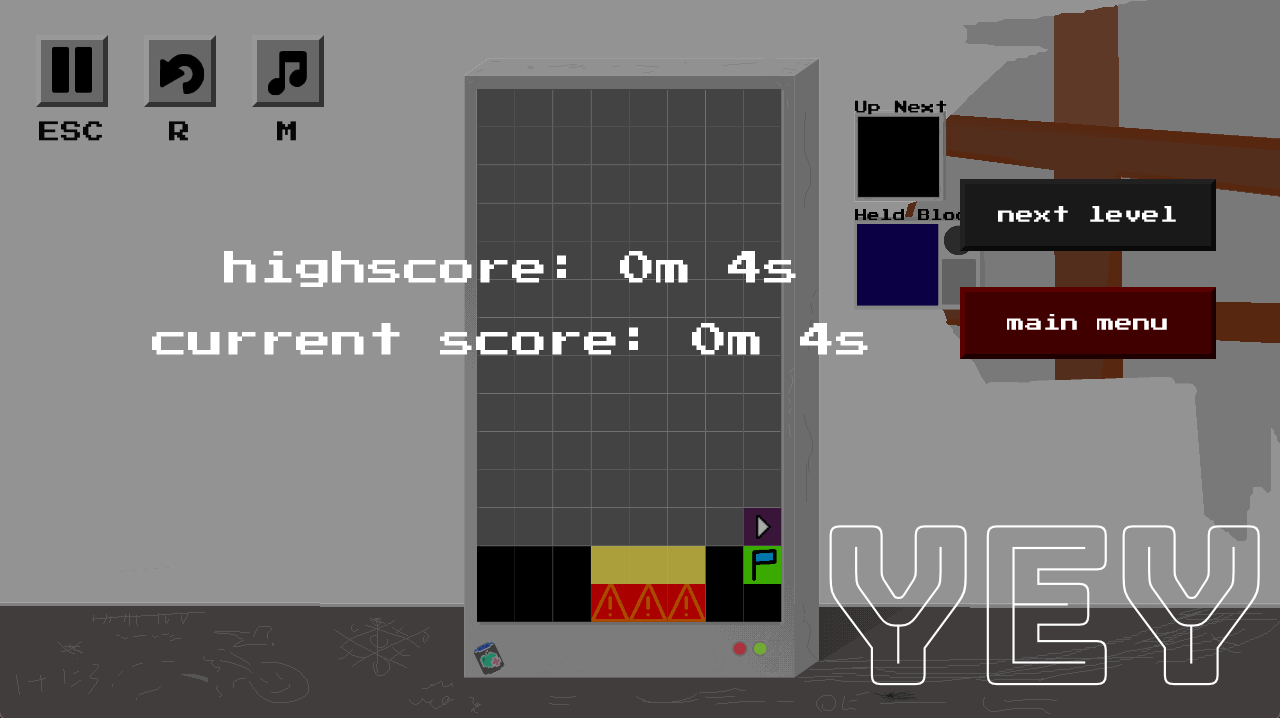 ESC R M
Up Next
Held Bloc
next level
highscore: 0m 4s
main menu
current score: 0m 4s
YEY